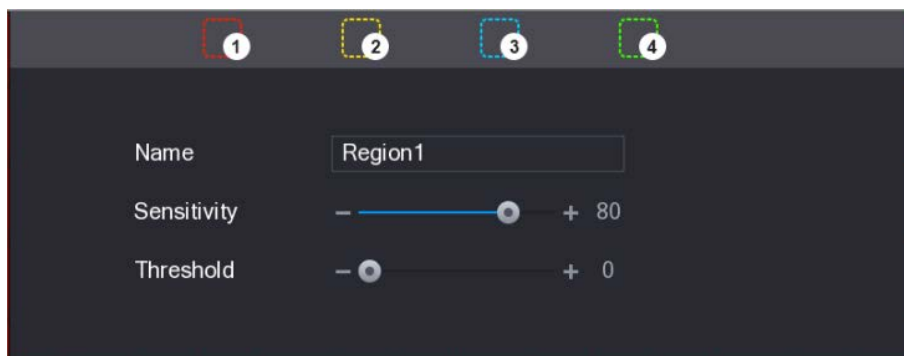 1 2 3 4
Name Region1
Sensitivity − + 80
Threshold − + 0